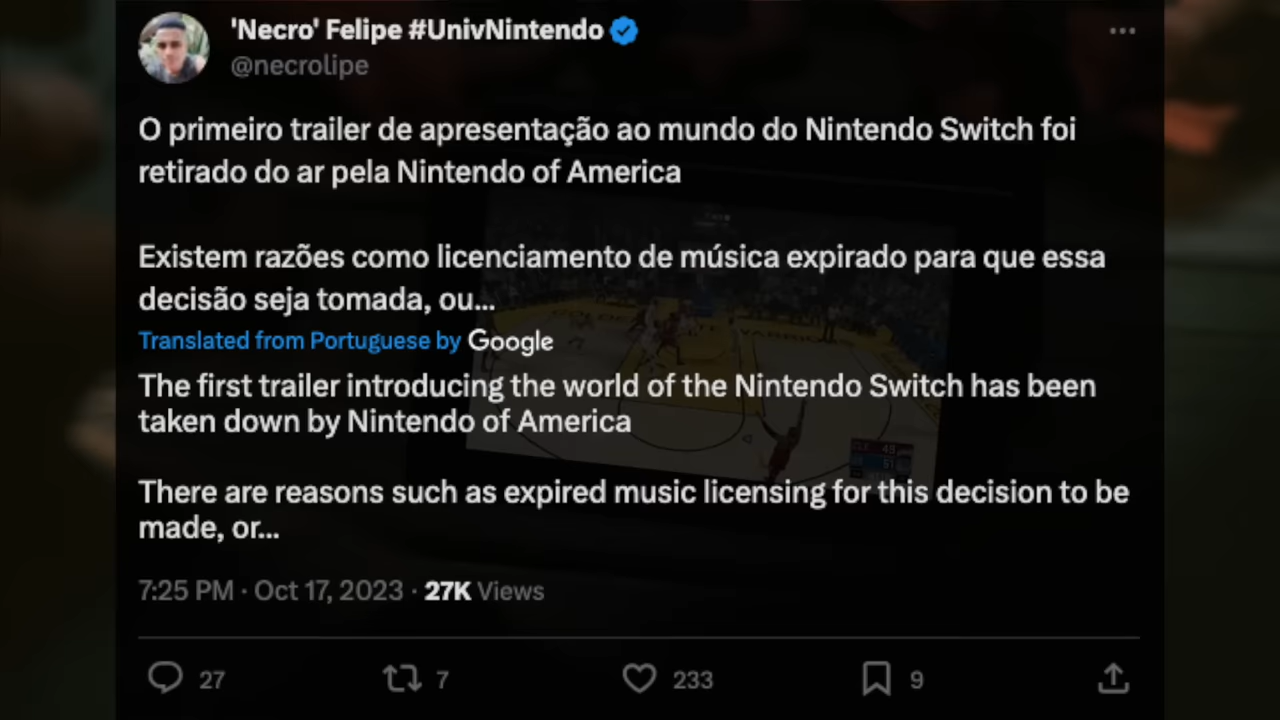 'Necro' Felipe #UnivNintendo
@necrolipe
O primeiro trailer de apresentação ao mundo do Nintendo Switch foi
retirado do ar pela Nintendo of America
Existem razões como licenciamento de música expirado para que essa
decisão seja tomada, ou...
Translated from Portuguese by Google
The first trailer introducing the world of the Nintendo Switch has been
taken down by Nintendo of America
There are reasons such as expired music licensing for this decision to be
made, or...
7:25 PM · Oct 17, 2023 · 27K Views
27 7 233 9